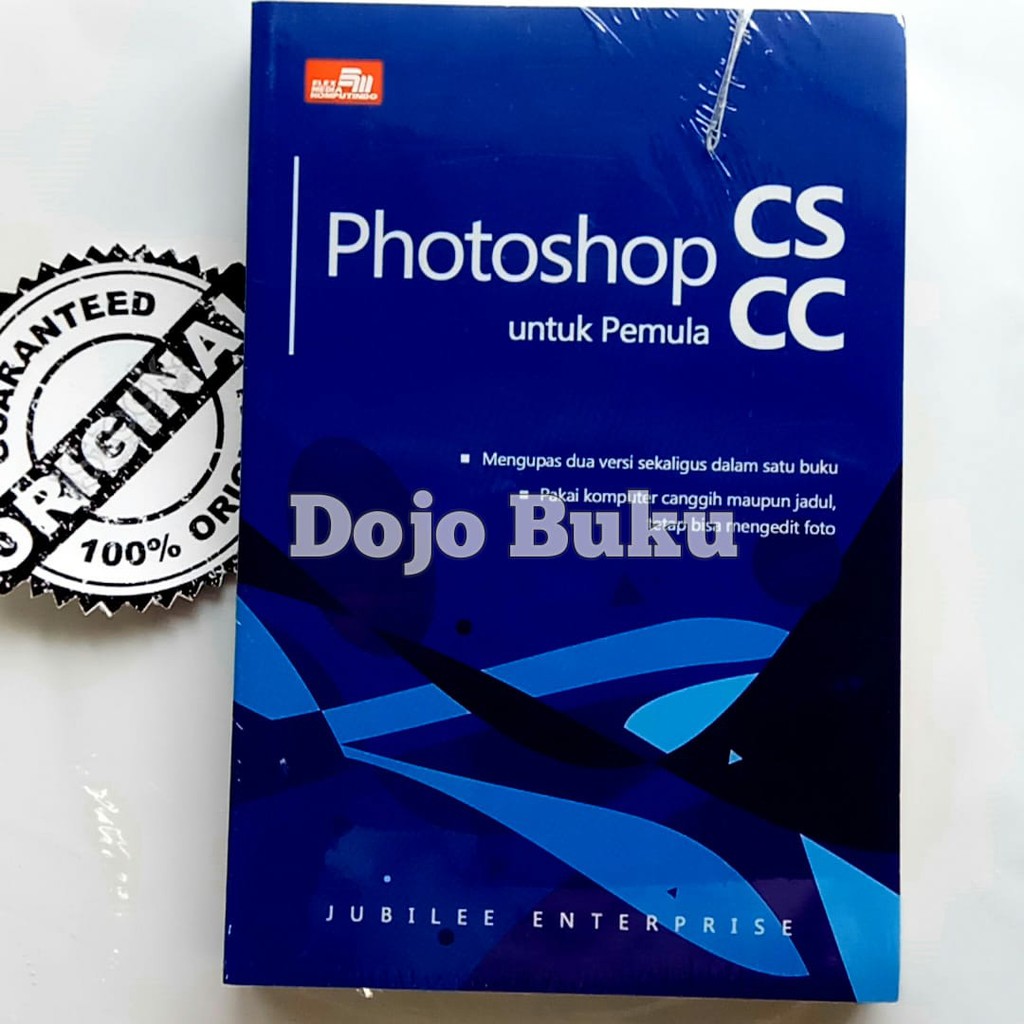 ELEX
MEDIA
KOMPUTINDO
Photoshop CS
CC
untuk Pemula
Mengupas dua versi sekaligus dalam satu buku
Pakai komputer canggih maupun jadul,
tetap bisa mengedit foto
Dojo Buku
JUBILEE ENTERPRISE
GUARANTEED
ORIGINAL
100%